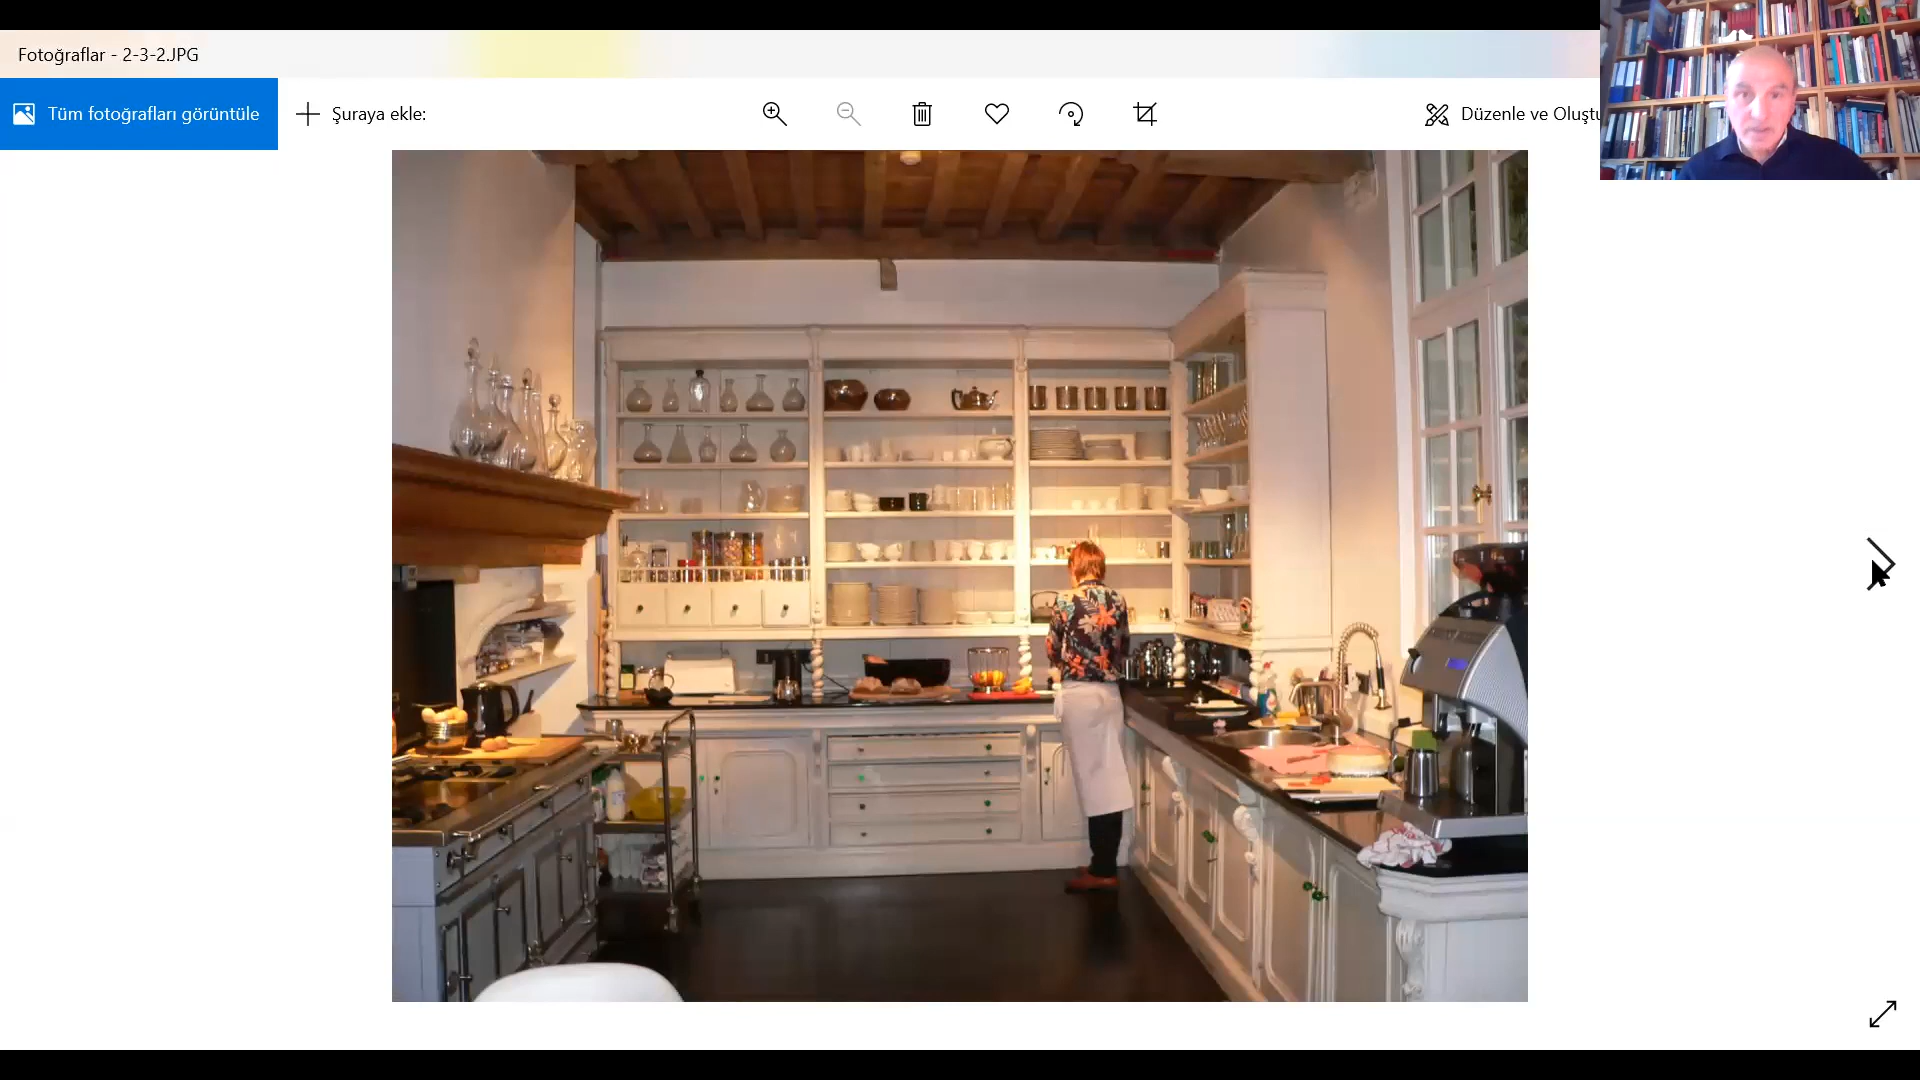 Fotoğraflar - 2-3-2.JPG
Tüm fotoğrafları görüntüle
Şuraya ekle:
Düzenle ve Oluştu